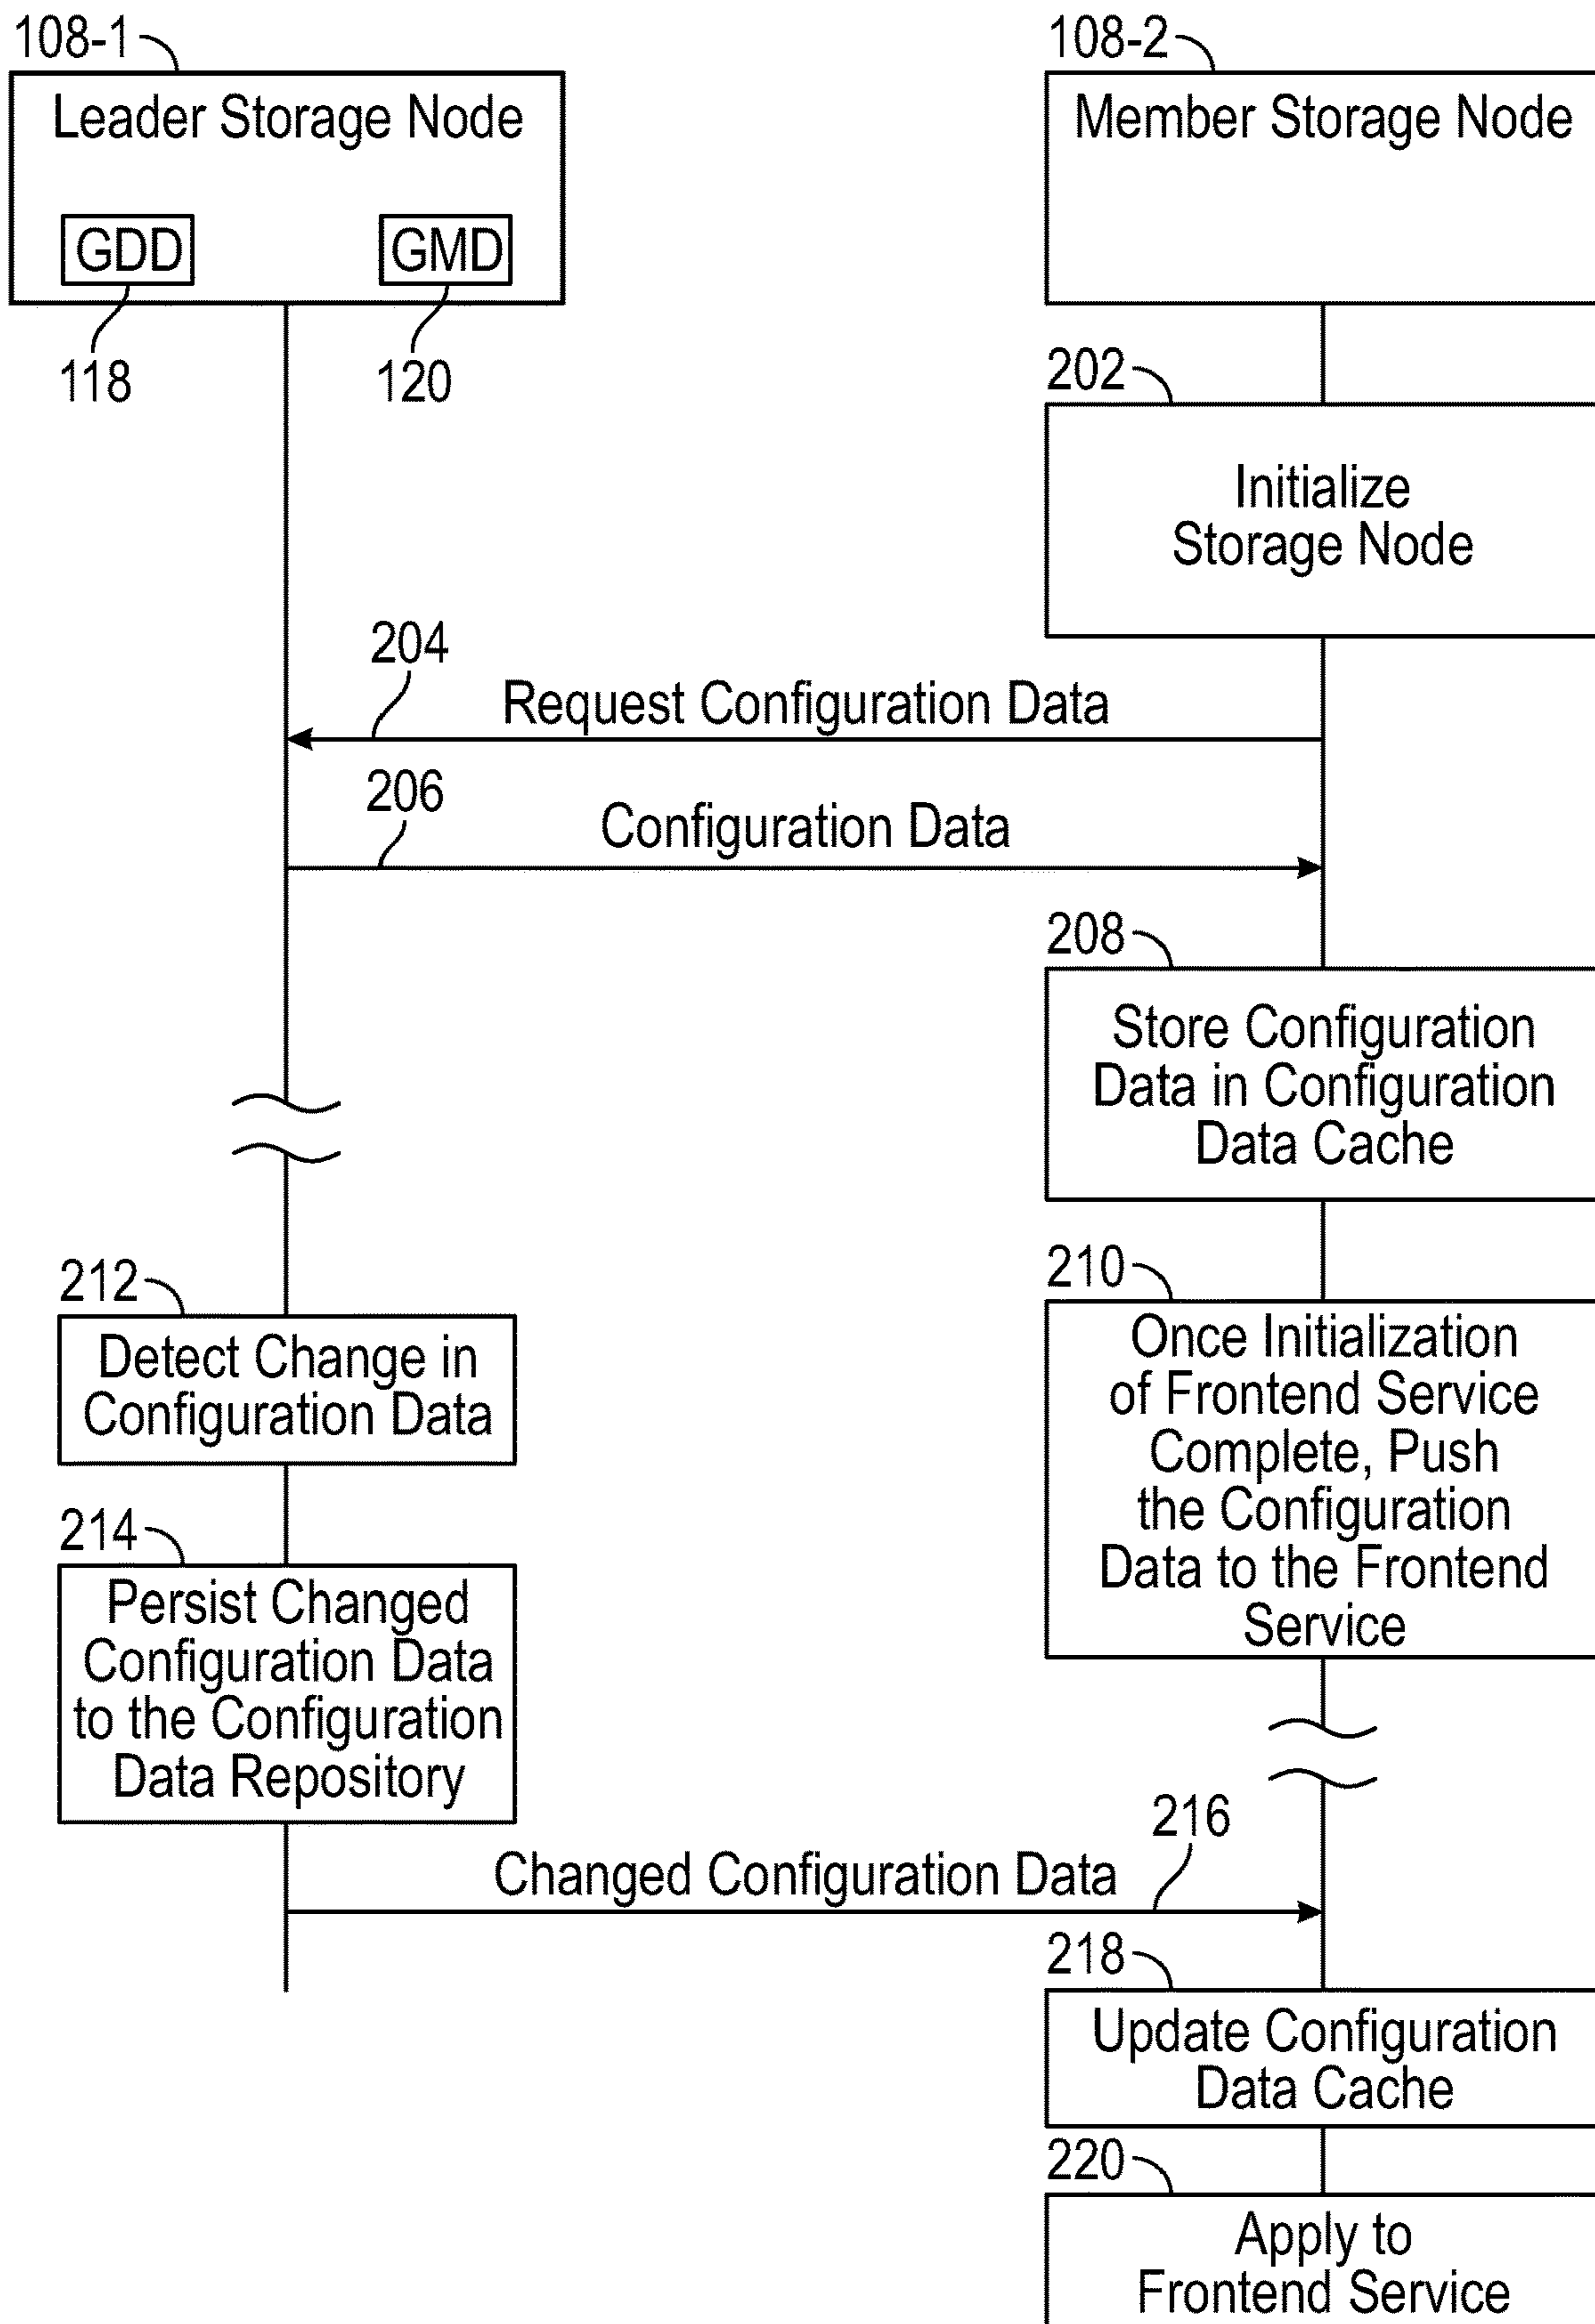 108-1
108-2
Leader Storage Node
Member Storage Node
GDD
GMD
118
120
202
Initialize
Storage Node
204
Request Configuration Data
206
Configuration Data
208
Store Configuration
Data in Configuration
Data Cache
212
Detect Change in
Configuration Data
210
Once Initialization
of Frontend Service
Complete, Push
the Configuration
Data to the Frontend
Service
214
Persist Changed
Configuration Data
to the Configuration
Data Repository
216
Changed Configuration Data
218
Update Configuration
Data Cache
220
Apply to
Frontend Service